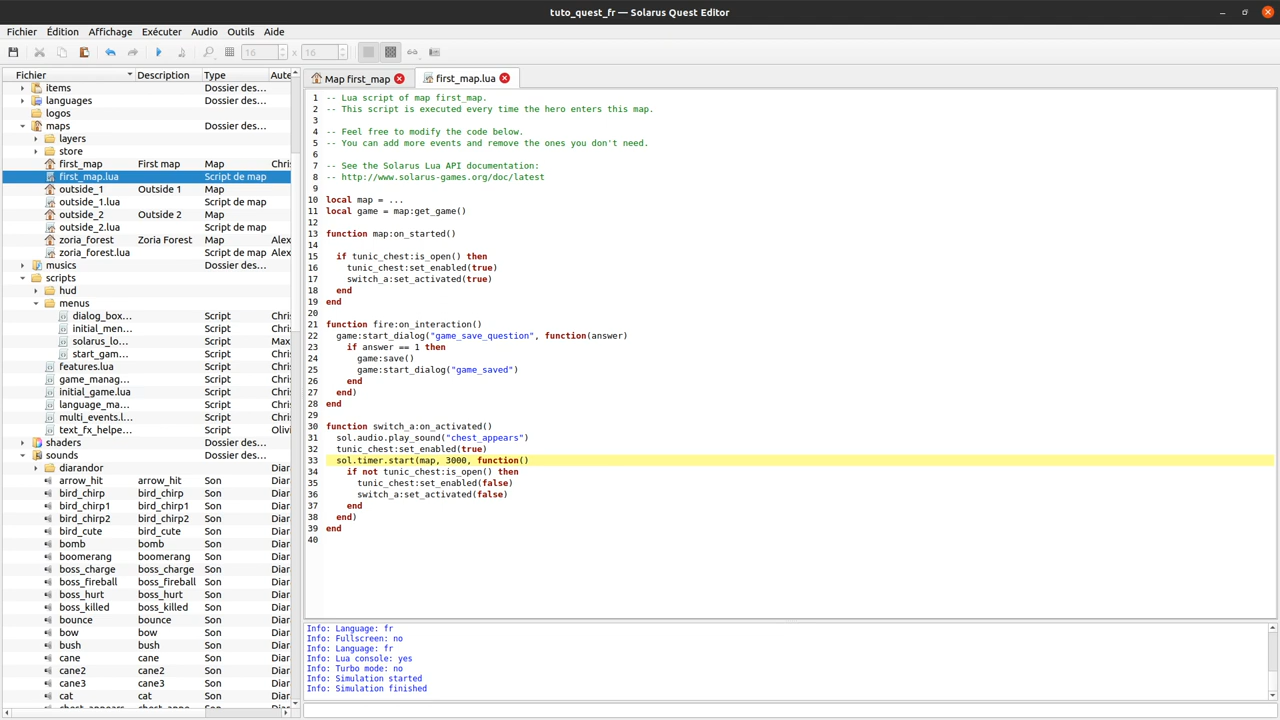 tuto_quest_fr — Solarus Quest Editor
Fichier Édition Affichage Exécuter Audio Outils Aide
16 x 16
Fichier Description Type Aute
items Dossier des...
languages Dossier des...
logos
maps Dossier des...
layers
store
first_map First map Map Chris
first_map.lua Script de map
outside_1 Outside 1 Map
outside_1.lua Script de map
outside_2 Outside 2 Map
outside_2.lua Script de map
zoria_forest Zoria Forest Map Alex
zoria_forest.lua Script de map Alex
musics Dossier des...
scripts Dossier des...
hud
menus
dialog_box... Script Chris
initial_men... Script Chris
solarus_lo... Script Max
start_gam... Script Chris
features.lua Script Chris
game_manag... Script Chris
initial_game.lua Script Chris
language_ma... Script Chris
multi_events.l... Script Chris
text_fx_helpe... Script Olivi
shaders Dossier des...
sounds Dossier des...
diarandor Diar
arrow_hit arrow_hit Son Diar
bird_chirp bird_chirp Son Diar
bird_chirp1 bird_chirp1 Son Diar
bird_chirp2 bird_chirp2 Son Diar
bird_cute bird_cute Son Diar
bomb bomb Son Diar
boomerang boomerang Son Diar
boss_charge boss_charge Son Diar
boss_fireball boss_fireball Son Diar
boss_hurt boss_hurt Son Diar
boss_killed boss_killed Son Diar
bounce bounce Son Diar
bow bow Son Diar
bush bush Son Diar
cane cane Son Diar
cane2 cane2 Son Diar
cane3 cane3 Son Diar
cat cat Son Diar
Map first_map first_map.lua
1 -- Lua script of map first_map.
2 -- This script is executed every time the hero enters this map.
3
4 -- Feel free to modify the code below.
5 -- You can add more events and remove the ones you don't need.
6
7 -- See the Solarus Lua API documentation:
8 -- http://www.solarus-games.org/doc/latest
9
10 local map = ...
11 local game = map:get_game()
12
13 function map:on_started()
14
15 if tunic_chest:is_open() then
16 tunic_chest:set_enabled(true)
17 switch_a:set_activated(true)
18 end
19 end
20
21 function fire:on_interaction()
22 game:start_dialog("game_save_question", function(answer)
23 if answer == 1 then
24 game:save()
25 game:start_dialog("game_saved")
26 end
27 end)
28 end
29
30 function switch_a:on_activated()
31 sol.audio.play_sound("chest_appears")
32 tunic_chest:set_enabled(true)
33 sol.timer.start(map, 3000, function()
34 if not tunic_chest:is_open() then
35 tunic_chest:set_enabled(false)
36 switch_a:set_activated(false)
37 end
38 end)
39 end
40
Info: Language: fr
Info: Fullscreen: no
Info: Language: fr
Info: Lua console: yes
Info: Turbo mode: no
Info: Simulation started
Info: Simulation finished